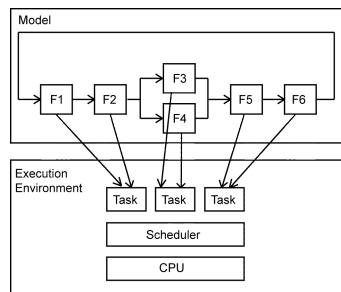 Model
F1
F2
F3
F4
F5
F6
Execution
Environment
Task
Task
Task
Scheduler
CPU